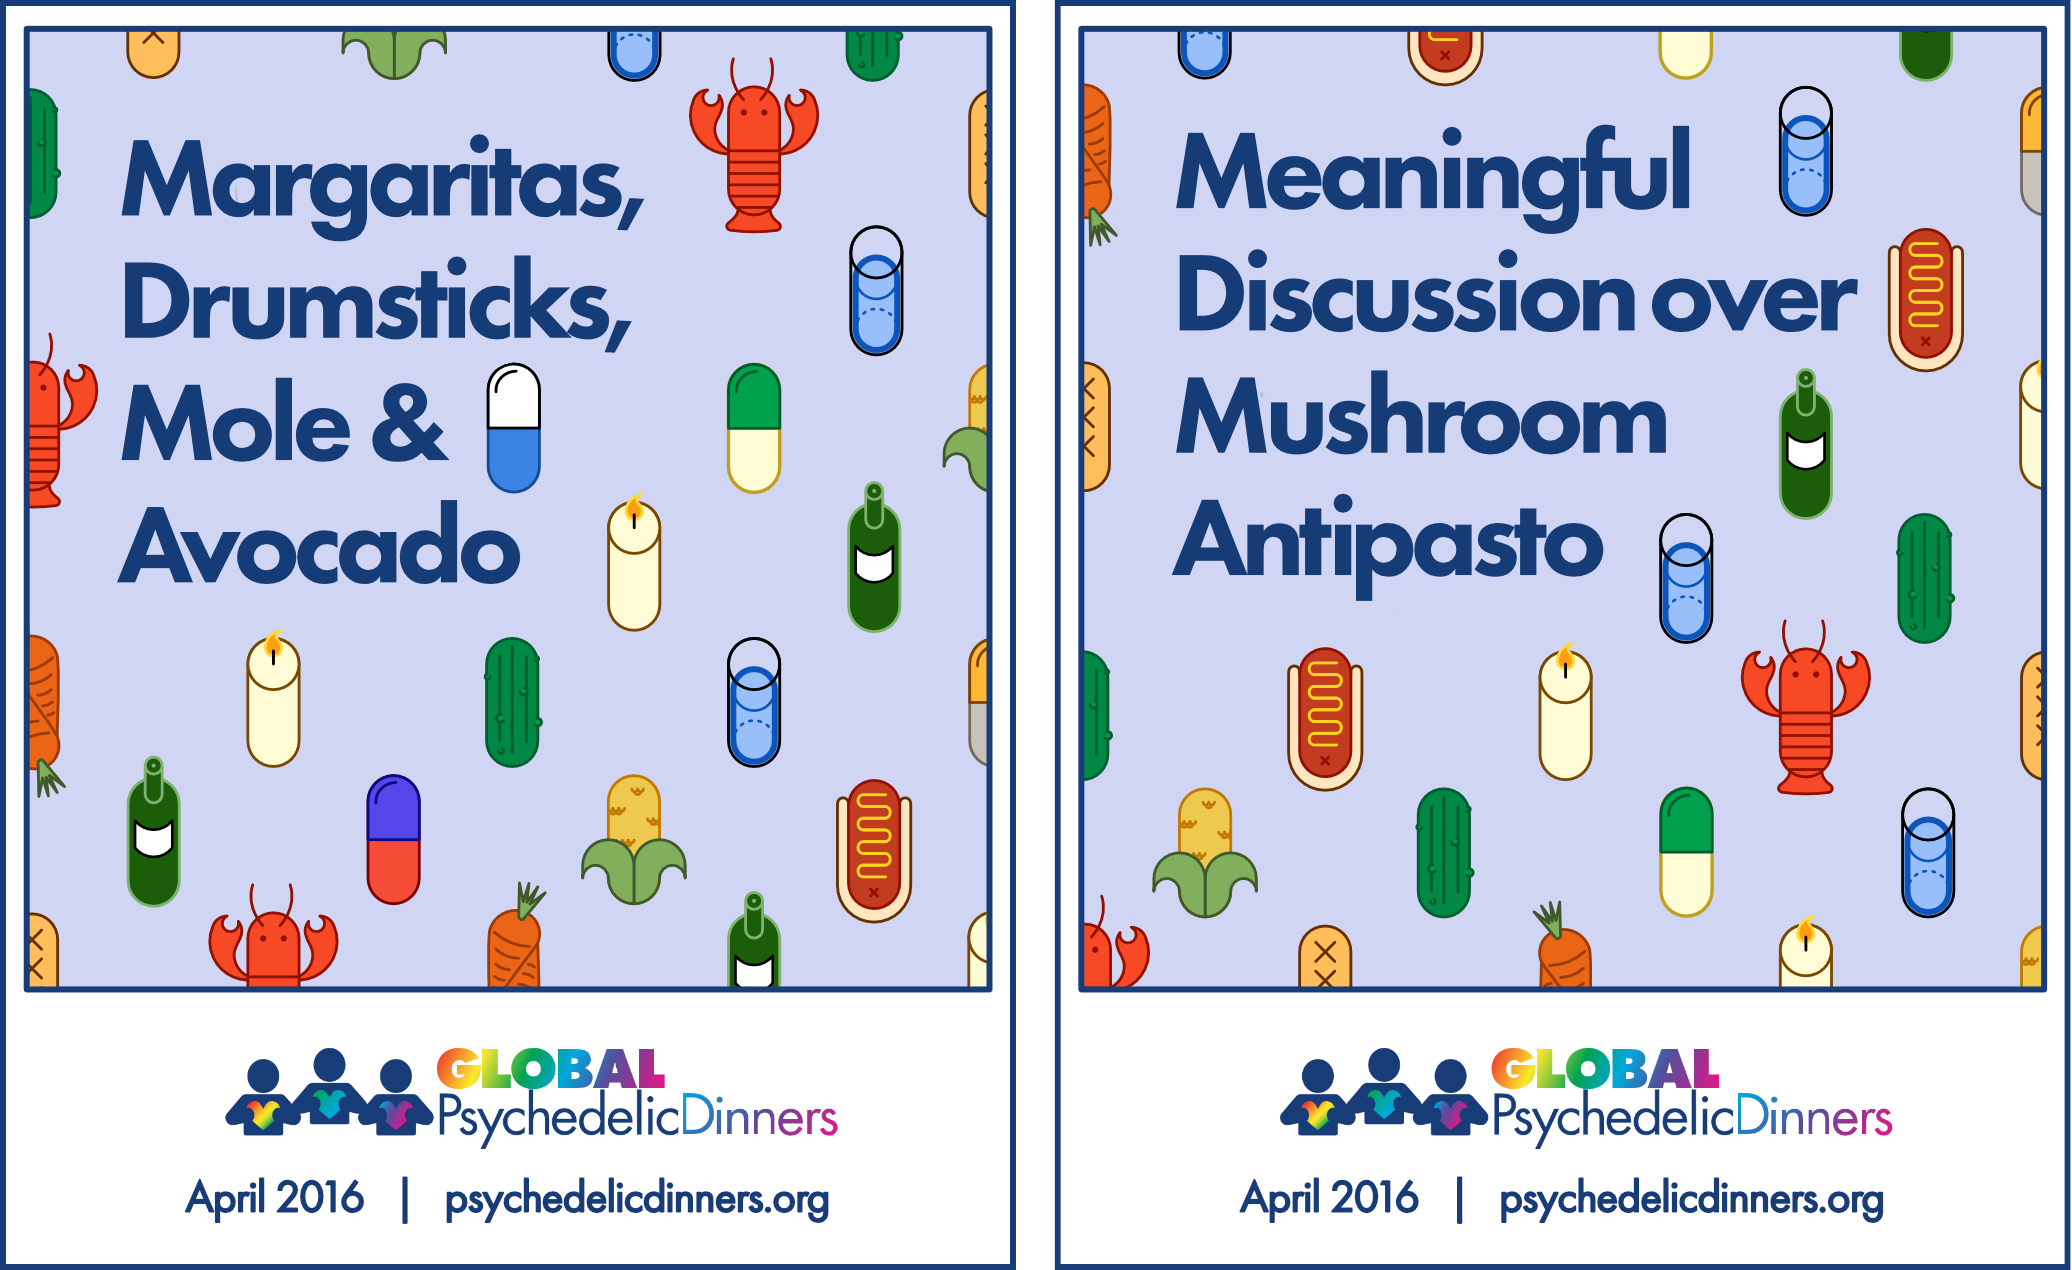 Margaritas,
Drumsticks,
Mole &
Avocado
GLOBAL
PsychedelicDinners
April 2016 | psychedelicdinners.org
Meaningful
Discussion over
Mushroom
Antipasto
GLOBAL
PsychedelicDinners
April 2016 | psychedelicdinners.org